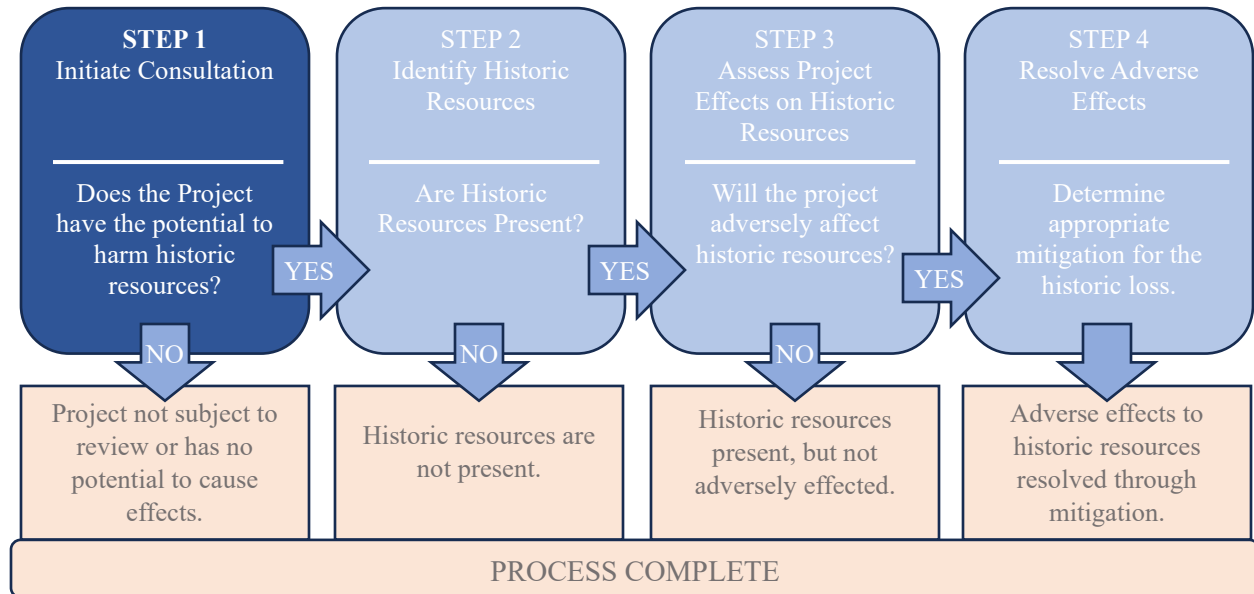 STEP 1
Initiate Consultation
Does the Project
have the potential to
harm historic
resources?
YES
NO
STEP 2
Identify Historic
Resources
Are Historic
Resources Present?
YES
NO
STEP 3
Assess Project
Effects on Historic
Resources
Will the project
adversely affect
historic resources?
YES
NO
STEP 4
Resolve Adverse
Effects
Determine
appropriate
mitigation for the
historic loss.
Project not subject to
review or has no
potential to cause
effects.
Historic resources are
not present.
Historic resources
present, but not
adversely effected.
Adverse effects to
historic resources
resolved through
mitigation.
PROCESS COMPLETE